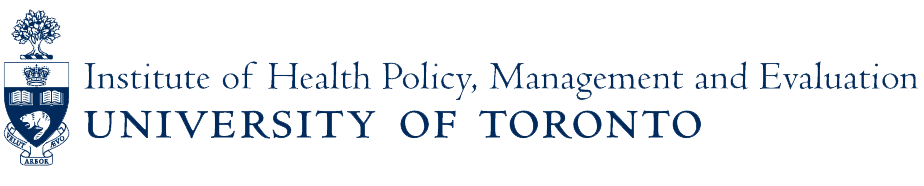 Institute of Health Policy, Management and Evaluation
UNIVERSITY OF TORONTO
VELUT
ÆVO
ARBOR